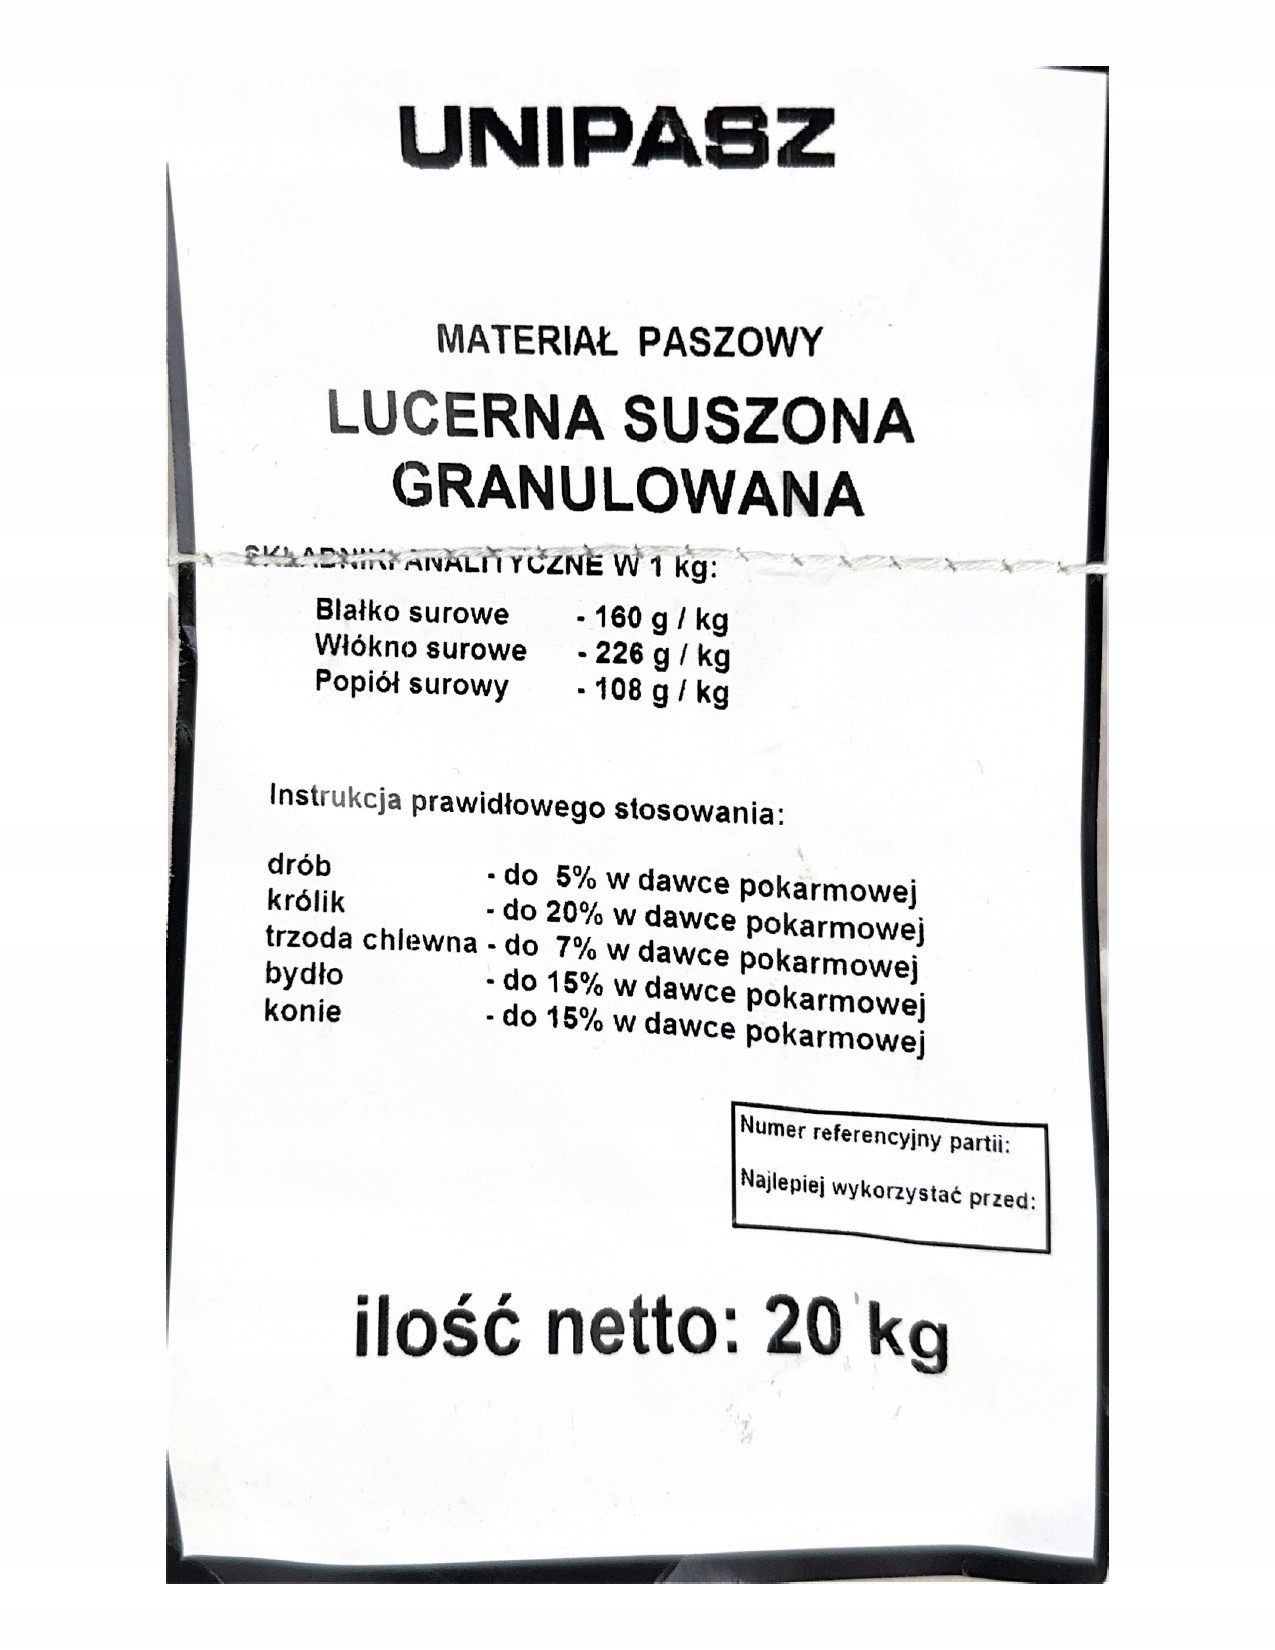 UNIPASZ
MATERIAŁ PASZOWY
LUCERNA SUSZONA
GRANULOWANA
SKŁADNIKI ANALITYCZNE W 1 kg:
Białko surowe - 160 g / kg
Włókno surowe - 226 g / kg
Popiół surowy - 108 g / kg
Instrukcja prawidłowego stosowania:
drób - do 5% w dawce pokarmowej
królik - do 20% w dawce pokarmowej
trzoda chlewna - do 7% w dawce pokarmowej
bydło - do 15% w dawce pokarmowej
konie - do 15% w dawce pokarmowej
Numer referencyjny partii:
Najlepiej wykorzystać przed:
ilość netto: 20 kg